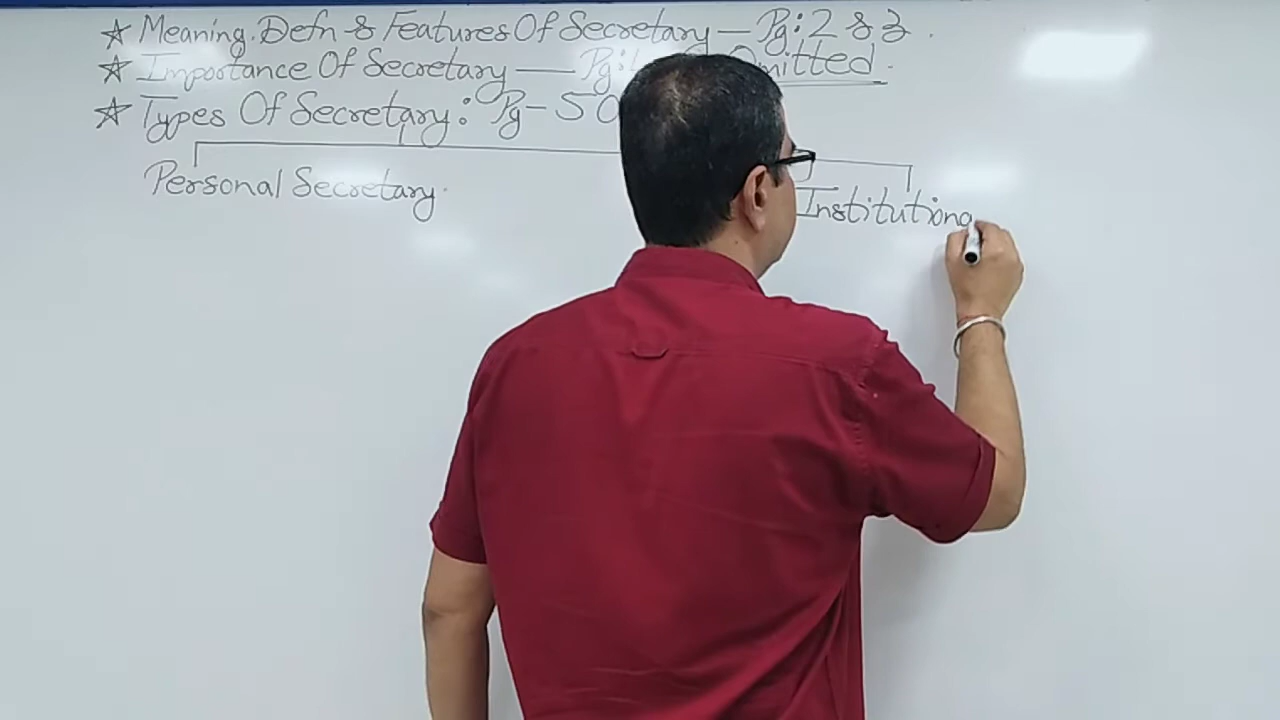 ☆ Meaning. Defn & Features Of Secretary — Pg: 2 & 3.
☆ Importance Of Secretary — Pg: Omitted.
☆ Types Of Secretary: Pg - 5
Personal Secretary.
Institutiona